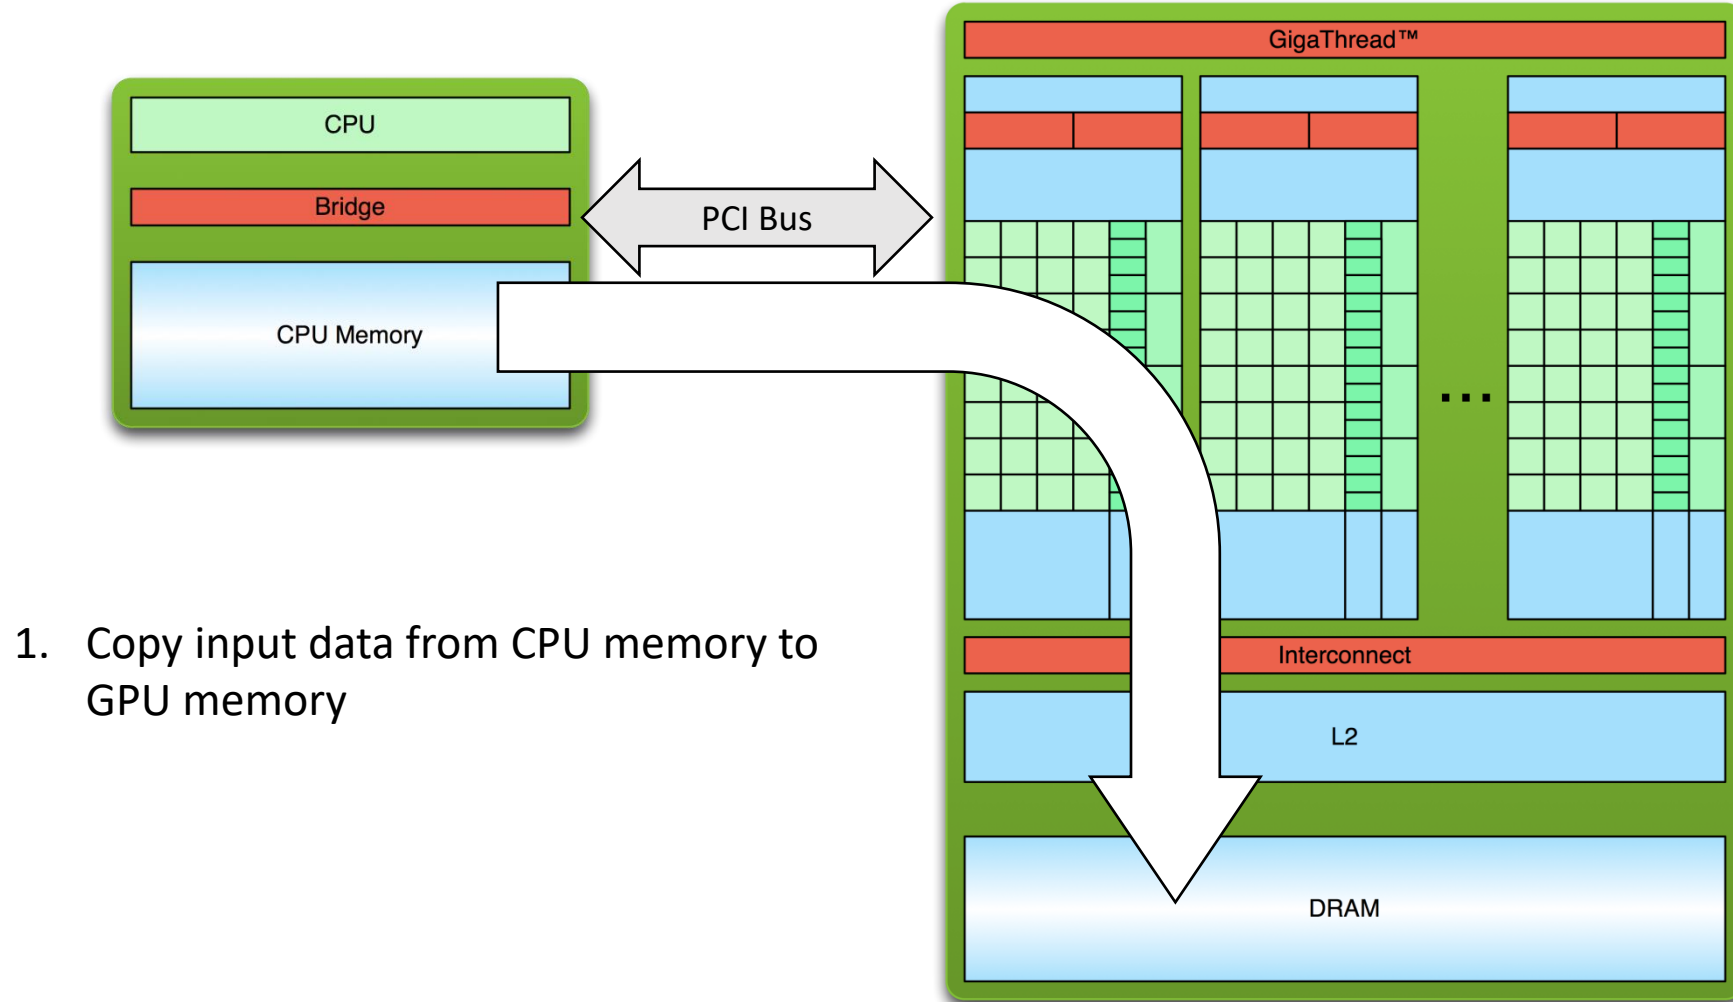 GigaThread™
CPU
Bridge
PCI Bus
CPU Memory
...
1. Copy input data from CPU memory to
GPU memory
Interconnect
L2
DRAM